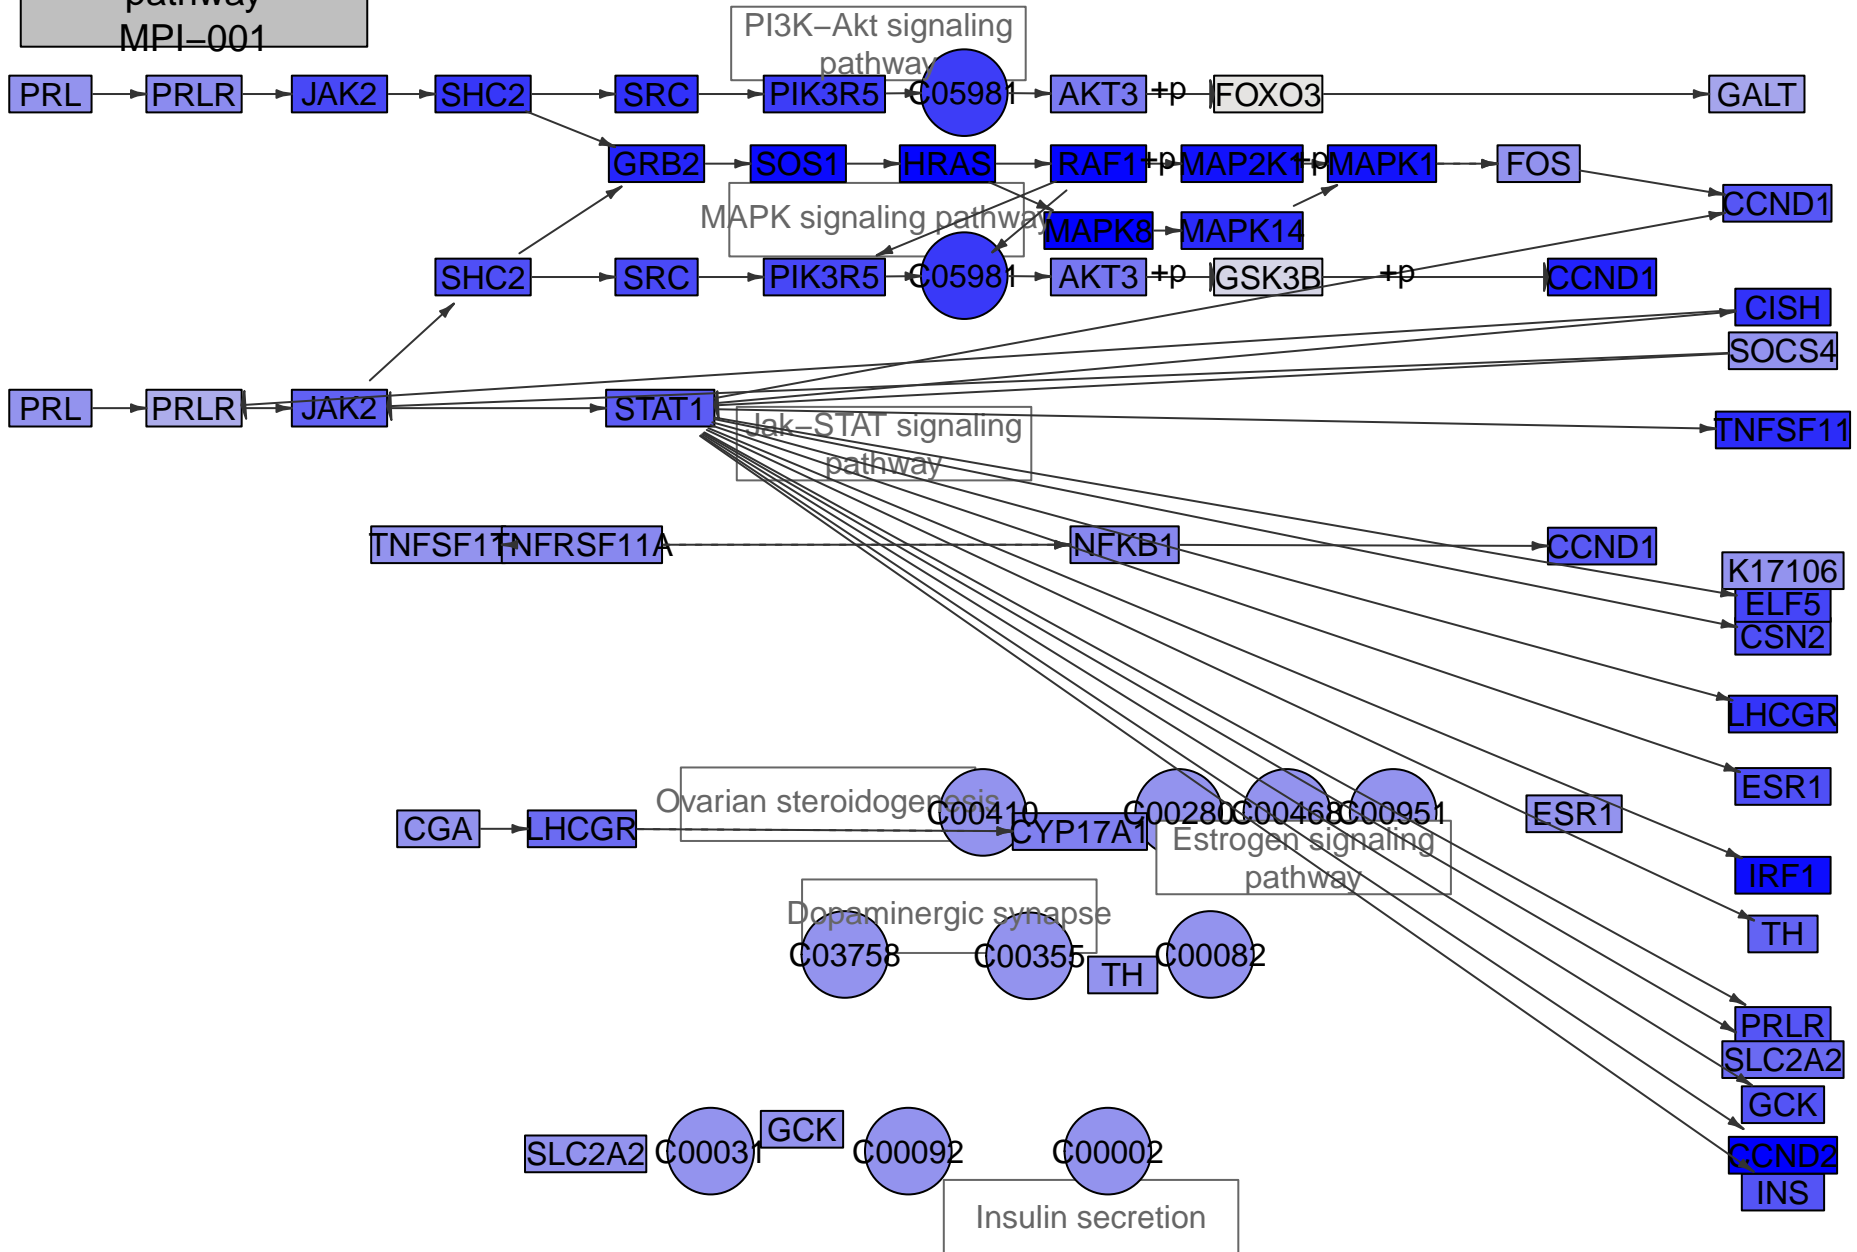 pathway
MPI–001
PI3K–Akt signaling
pathway
PRL
PRLR
JAK2
SHC2
SRC
PIK3R5
C05981
AKT3
+p
FOXO3
GALT
GRB2
SOS1
HRAS
RAF1
+p
MAP2K1
+p
MAPK1
FOS
CCND1
MAPK signaling pathway
MAPK8
MAPK14
SHC2
SRC
PIK3R5
C05981
AKT3
+p
GSK3B
+p
CCND1
CISH
SOCS4
PRL
PRLR
JAK2
STAT1
Jak–STAT signaling
pathway
TNFSF11
TNFSF11
TNFRSF11A
NFKB1
CCND1
K17106
ELF5
CSN2
LHCGR
ESR1
Ovarian steroidogenesis
C00410
C00280
C00468
C00951
ESR1
CGA
LHCGR
CYP17A1
Estrogen signaling
pathway
IRF1
Dopaminergic synapse
TH
C03758
C00355
TH
C00082
PRLR
SLC2A2
GCK
SLC2A2
C00031
GCK
C00092
C00002
CCND2
INS
Insulin secretion